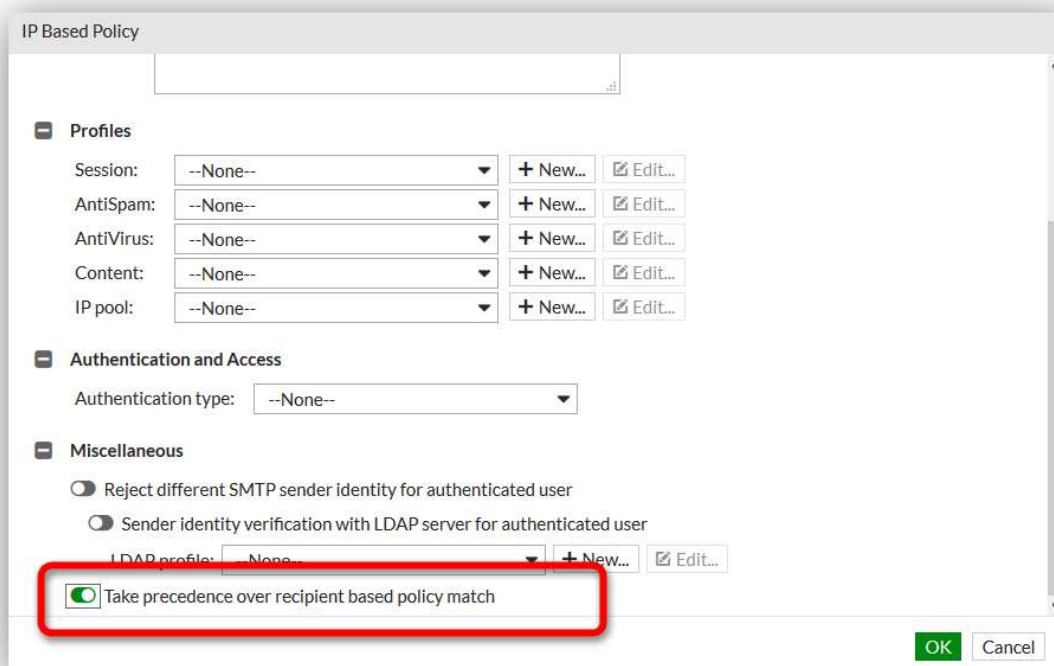 IP Based Policy
Profiles
Session: --None-- New... Edit...
AntiSpam: --None-- New... Edit...
AntiVirus: --None-- New... Edit...
Content: --None-- New... Edit...
IP pool: --None-- New... Edit...
Authentication and Access
Authentication type: --None--
Miscellaneous
Reject different SMTP sender identity for authenticated user
Sender identity verification with LDAP server for authenticated user
LDAP profile: --None-- New... Edit...
Take precedence over recipient based policy match
OK Cancel